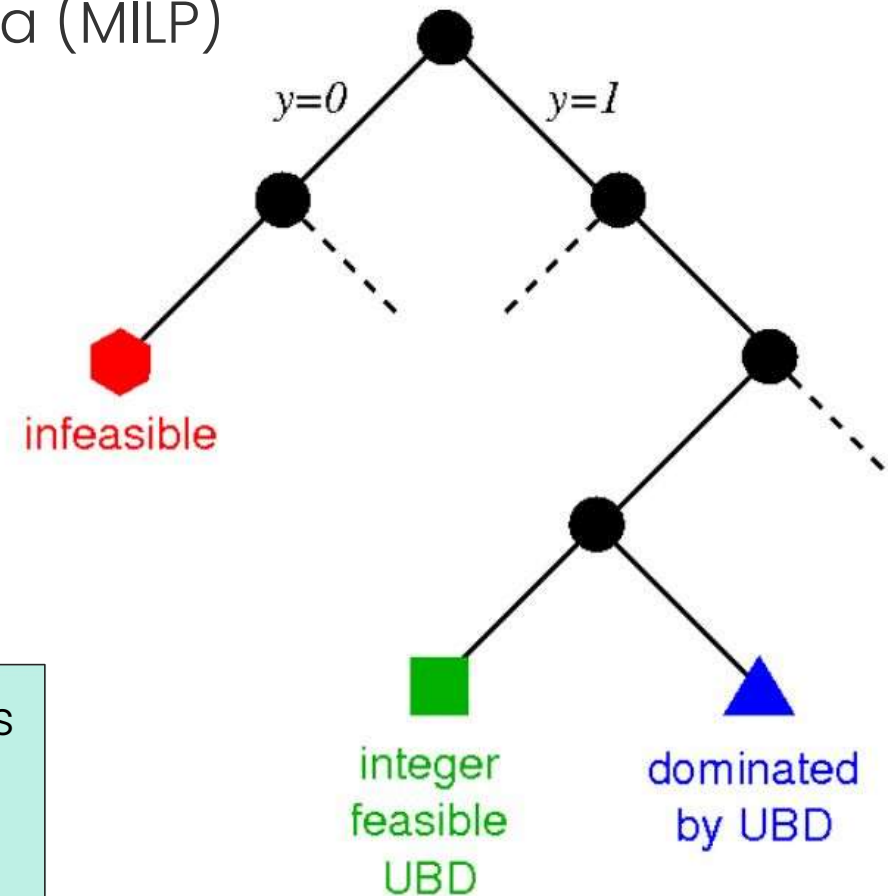 a (MILP)
y=0
y=1
infeasible
s
integer
feasible
UBD
dominated
by UBD